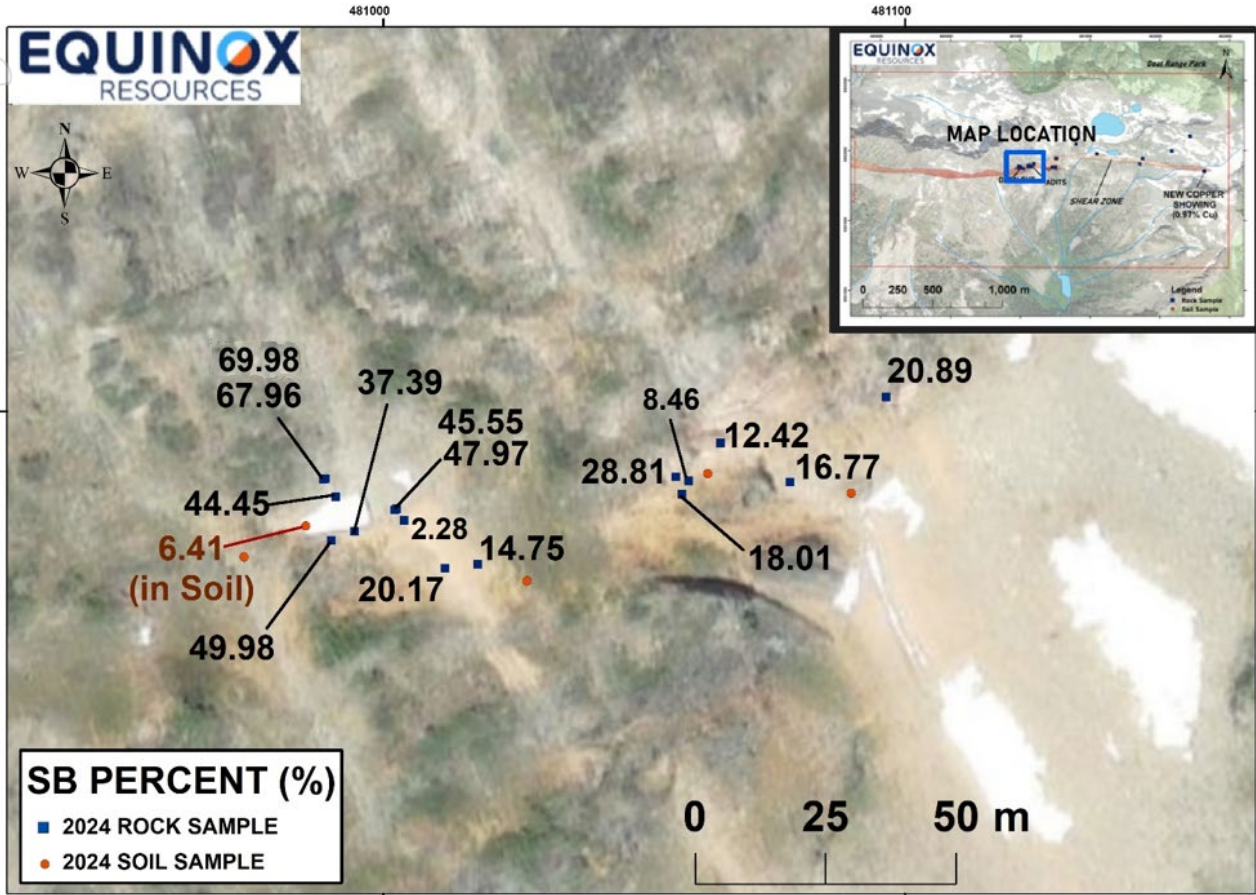 481000
481100
EQUINOX
RESOURCES
N
W
E
S
EQUINOX
RESOURCES
N
MAP LOCATION
ADITS
SHEAR ZONE
NEW COPPER
SHOWING
(0.97% Cu)
0 250 500 1,000 m
Legend
Rock Sample
Soil Sample
69.98
67.96
37.39
45.55
47.97
44.45
2.28
6.41
(in Soil)
14.75
20.17
49.98
20.89
8.46
12.42
28.81
16.77
18.01
SB PERCENT (%)
2024 ROCK SAMPLE
2024 SOIL SAMPLE
0 25 50 m